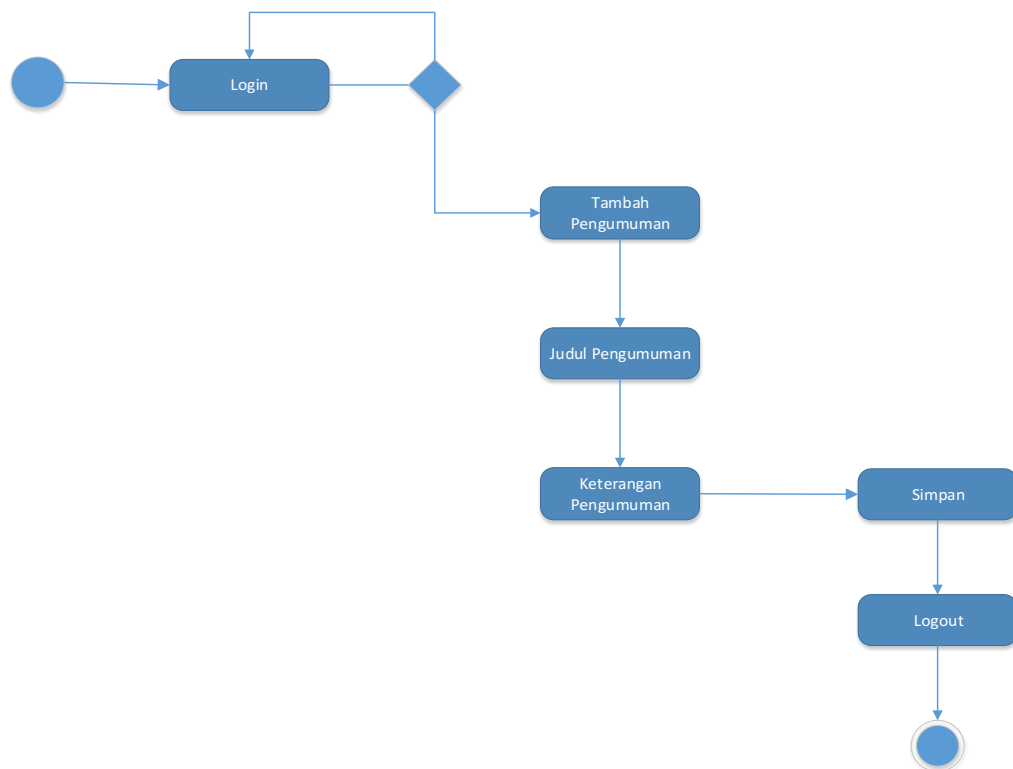 Login
Tambah
Pengumuman
Judul Pengumuman
Keterangan
Pengumuman
Simpan
Logout